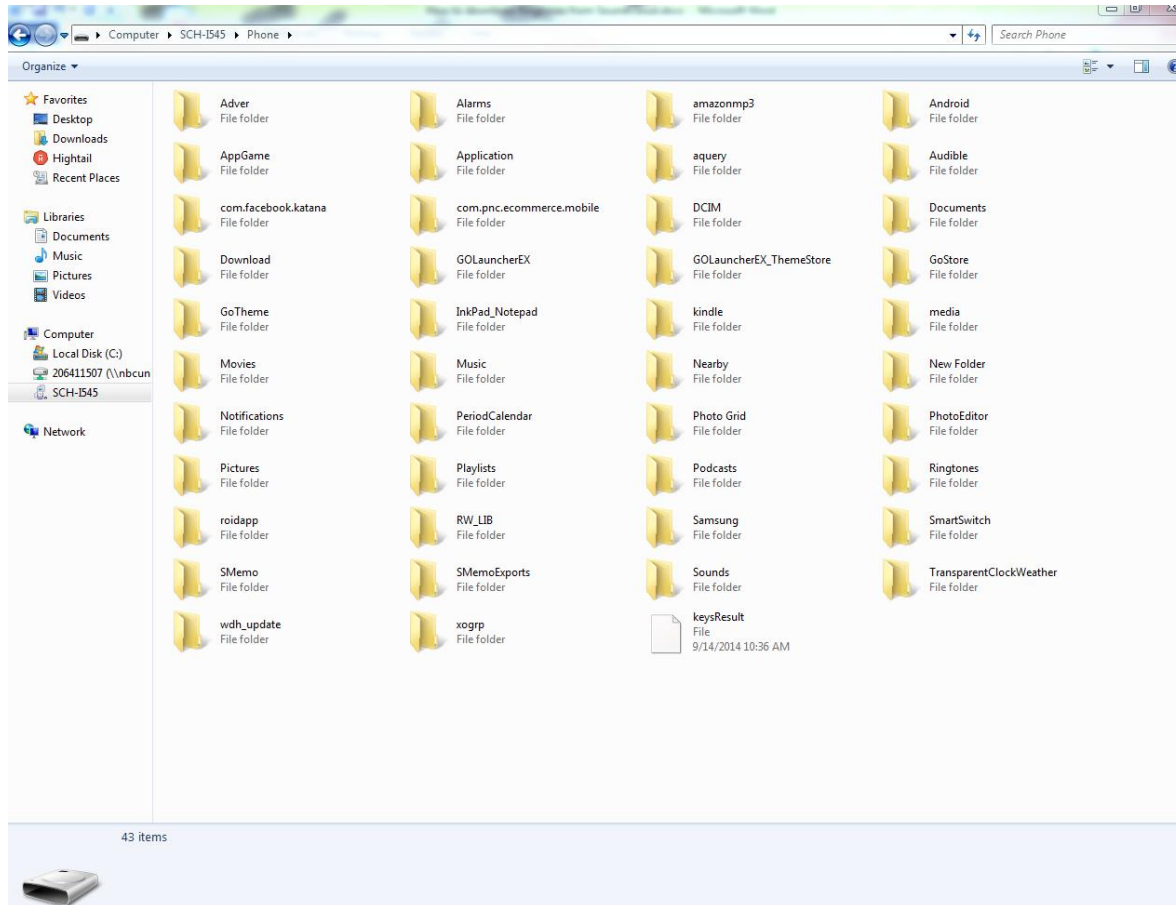 Computer ▸ SCH-I545 ▸ Phone ▸
Search Phone
Organize
Favorites
Desktop
Downloads
Hightail
Recent Places
Libraries
Documents
Music
Pictures
Videos
Computer
Local Disk (C:)
206411507 (\\nbcun
SCH-I545
Network
Adver Alarms amazonmp3 Android
File folder File folder File folder File folder
AppGame Application aquery Audible
File folder File folder File folder File folder
com.facebook.katana com.pnc.ecommerce.mobile DCIM Documents
File folder File folder File folder File folder
Download GOLauncherEX GOLauncherEX_ThemeStore GoStore
File folder File folder File folder File folder
GoTheme InkPad_Notepad kindle media
File folder File folder File folder File folder
Movies Music Nearby New Folder
File folder File folder File folder File folder
Notifications PeriodCalendar Photo Grid PhotoEditor
File folder File folder File folder File folder
Pictures Playlists Podcasts Ringtones
File folder File folder File folder File folder
roidapp RW_LIB Samsung SmartSwitch
File folder File folder File folder File folder
SMemo SMemoExports Sounds TransparentClockWeather
File folder File folder File folder File folder
wdh_update xogrp keysResult
File folder File folder File
9/14/2014 10:36 AM
43 items